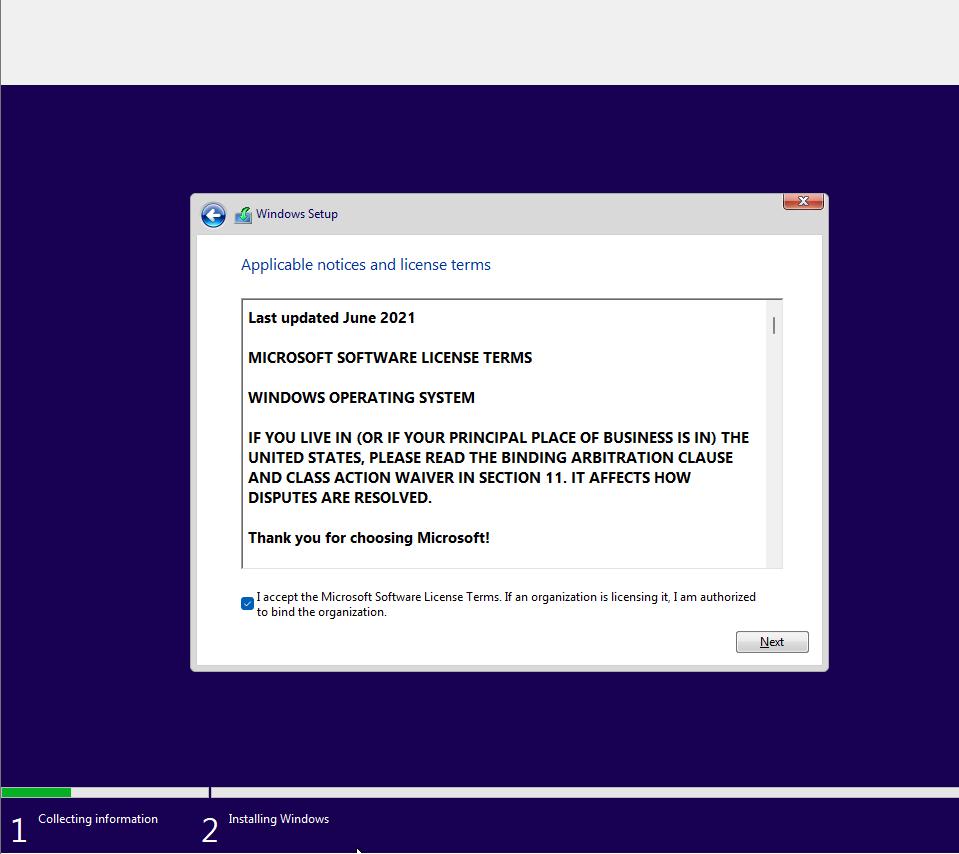 Windows Setup
Applicable notices and license terms
Last updated June 2021
MICROSOFT SOFTWARE LICENSE TERMS
WINDOWS OPERATING SYSTEM
IF YOU LIVE IN (OR IF YOUR PRINCIPAL PLACE OF BUSINESS IS IN) THE
UNITED STATES, PLEASE READ THE BINDING ARBITRATION CLAUSE
AND CLASS ACTION WAIVER IN SECTION 11. IT AFFECTS HOW
DISPUTES ARE RESOLVED.
Thank you for choosing Microsoft!
I accept the Microsoft Software License Terms. If an organization is licensing it, I am authorized
to bind the organization.
Next
1 Collecting information
2 Installing Windows